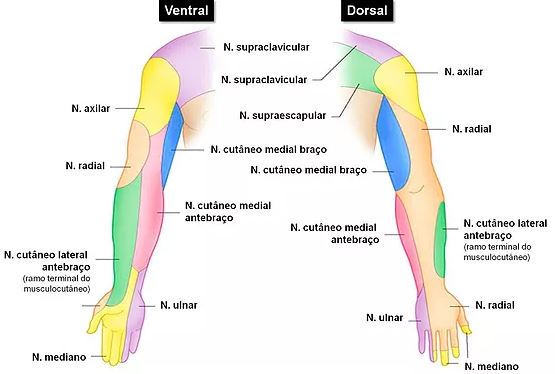 Ventral
Dorsal
N. supraclavicular
N. supraclavicular
N. axilar
N. axilar
N. supraescapular
N. radial
N. cutâneo medial braço
N. radial
N. cutâneo medial braço
N. cutâneo medial
antebraço
N. cutâneo medial
antebraço
N. cutâneo lateral
antebraço
(ramo terminal do
musculocutâneo)
N. cutâneo lateral
antebraço
(ramo terminal do
musculocutâneo)
N. ulnar
N. ulnar
N. radial
N. mediano
N. mediano